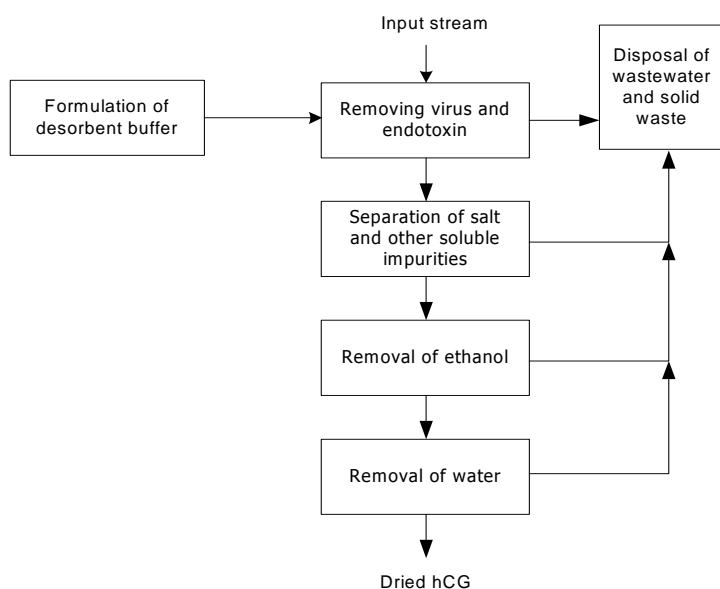 Input stream
Disposal of
wastewater
and solid
waste
Formulation of
desorbent buffer
Removing virus and
endotoxin
Separation of salt
and other soluble
impurities
Removal of ethanol
Removal of water
Dried hCG